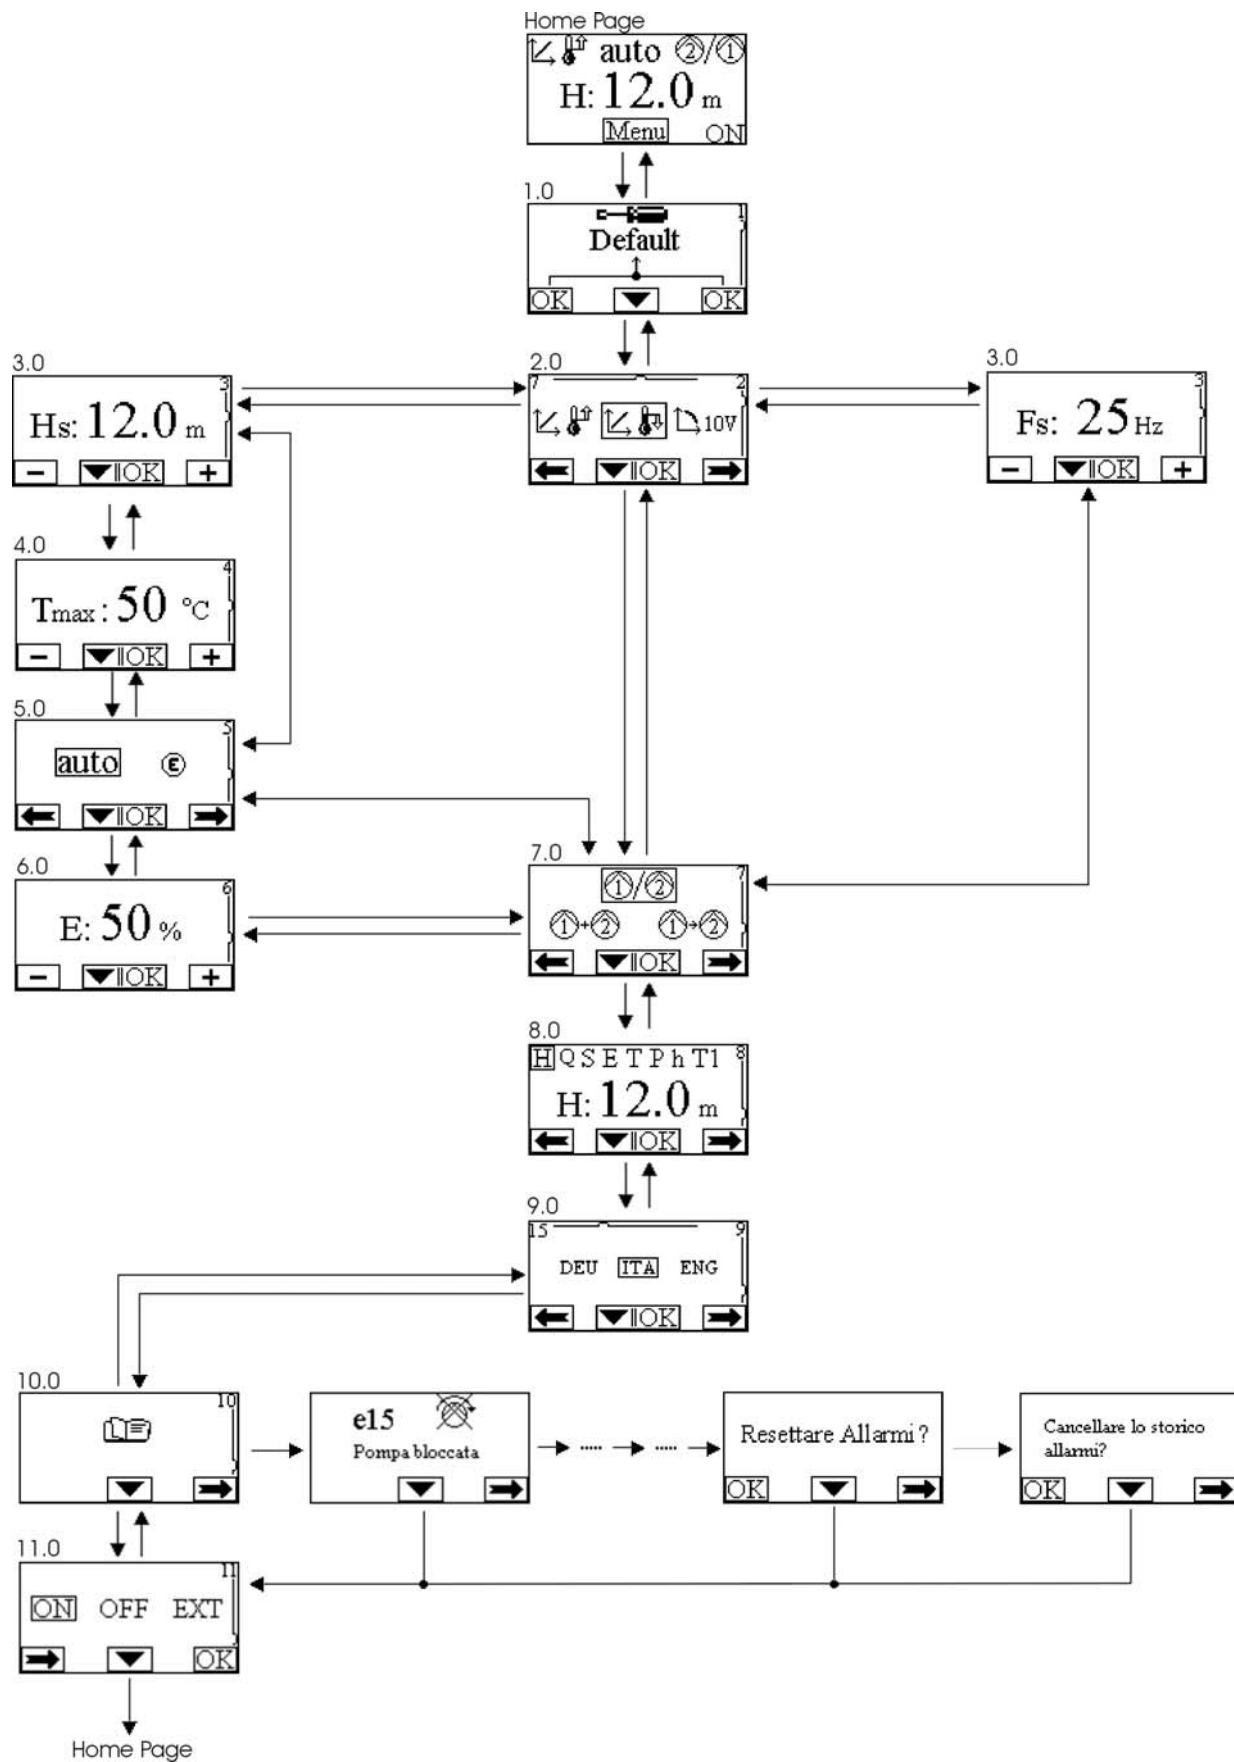 Home Page
auto 2/1
H: 12.0 m
Menu ON
1.0
1
Default
OK OK
3.0
3
Hs: 12.0 m
− OK +
2.0
7 2
10V
OK
3.0
3
Fs: 25 Hz
− OK +
4.0
4
Tmax : 50 °C
− OK +
5.0
5
auto E
OK
6.0
6
E: 50 %
− OK +
7.0
7
1/2
1+2 1→2
OK
8.0
H Q S E T P h T1 8
H: 12.0 m
OK
9.0
15 9
DEU ITA ENG
OK
10.0
10
e15
Pompa bloccata
Resettare Allarmi ?
OK
Cancellare lo storico
allarmi?
OK
11.0
11
ON OFF EXT
OK
Home Page